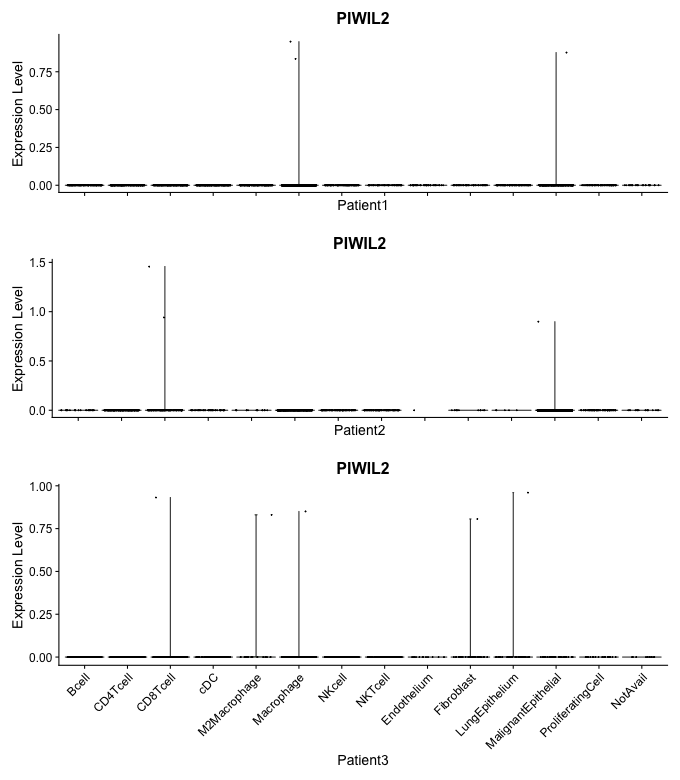 PIWIL2
Expression Level
0.75
0.50
0.25
0.00
Patient1
PIWIL2
Expression Level
1.5
1.0
0.5
0.0
Patient2
PIWIL2
Expression Level
1.00
0.75
0.50
0.25
0.00
Bcell
CD4Tcell
CD8Tcell
cDC
M2Macrophage
Macrophage
NKcell
NKTcell
Endothelium
Fibroblast
LungEpithelium
MalignantEpithelial
ProliferatingCell
NotAvail
Patient3